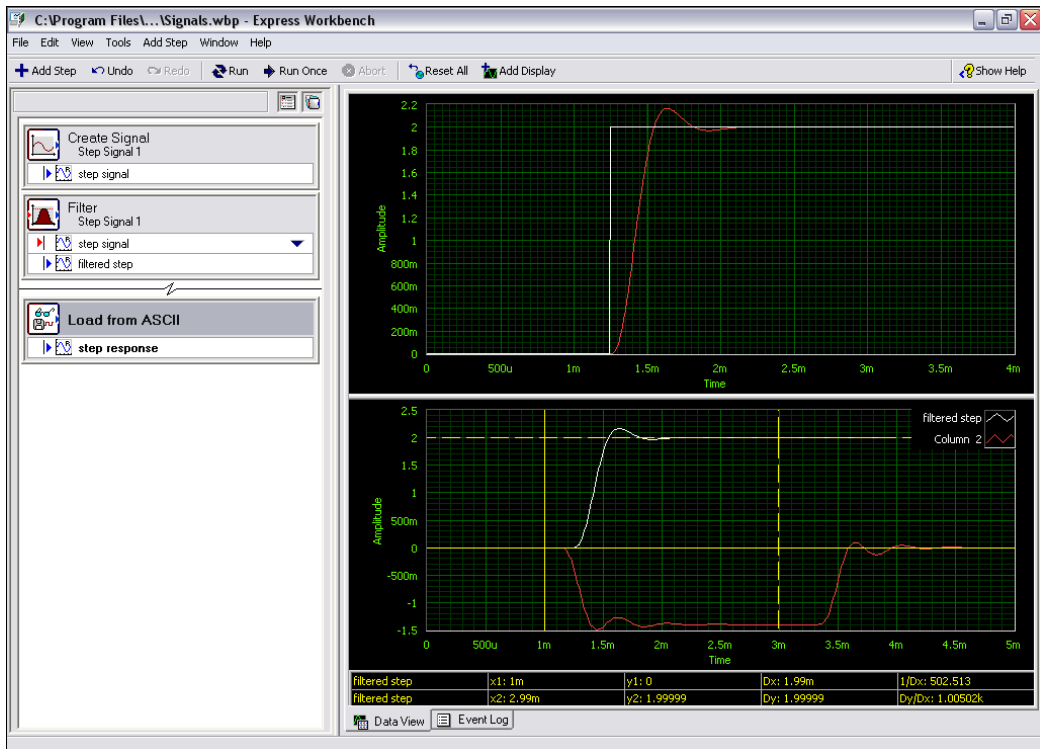 C:\Program Files\...\Signals.wbp - Express Workbench
File Edit View Tools Add Step Window Help
Add Step Undo Redo Run Run Once Abort Reset All Add Display Show Help
Create Signal
Step Signal 1
step signal
Filter
Step Signal 1
step signal
filtered step
Load from ASCII
step response
2.2
2
1.8
1.6
1.4
1.2
1
800m
600m
400m
200m
0
Amplitude
0 500u 1m 1.5m 2m 2.5m 3m 3.5m 4m
Time
2.5
2
1.5
1
500m
0
-500m
-1
-1.5
Amplitude
filtered step
Column 2
0 500u 1m 1.5m 2m 2.5m 3m 3.5m 4m 4.5m 5m
Time
filtered step x1: 1m y1: 0 Dx: 1.99m 1/Dx: 502.513
filtered step x2: 2.99m y2: 1.99999 Dy: 1.99999 Dy/Dx: 1.00502k
Data View Event Log